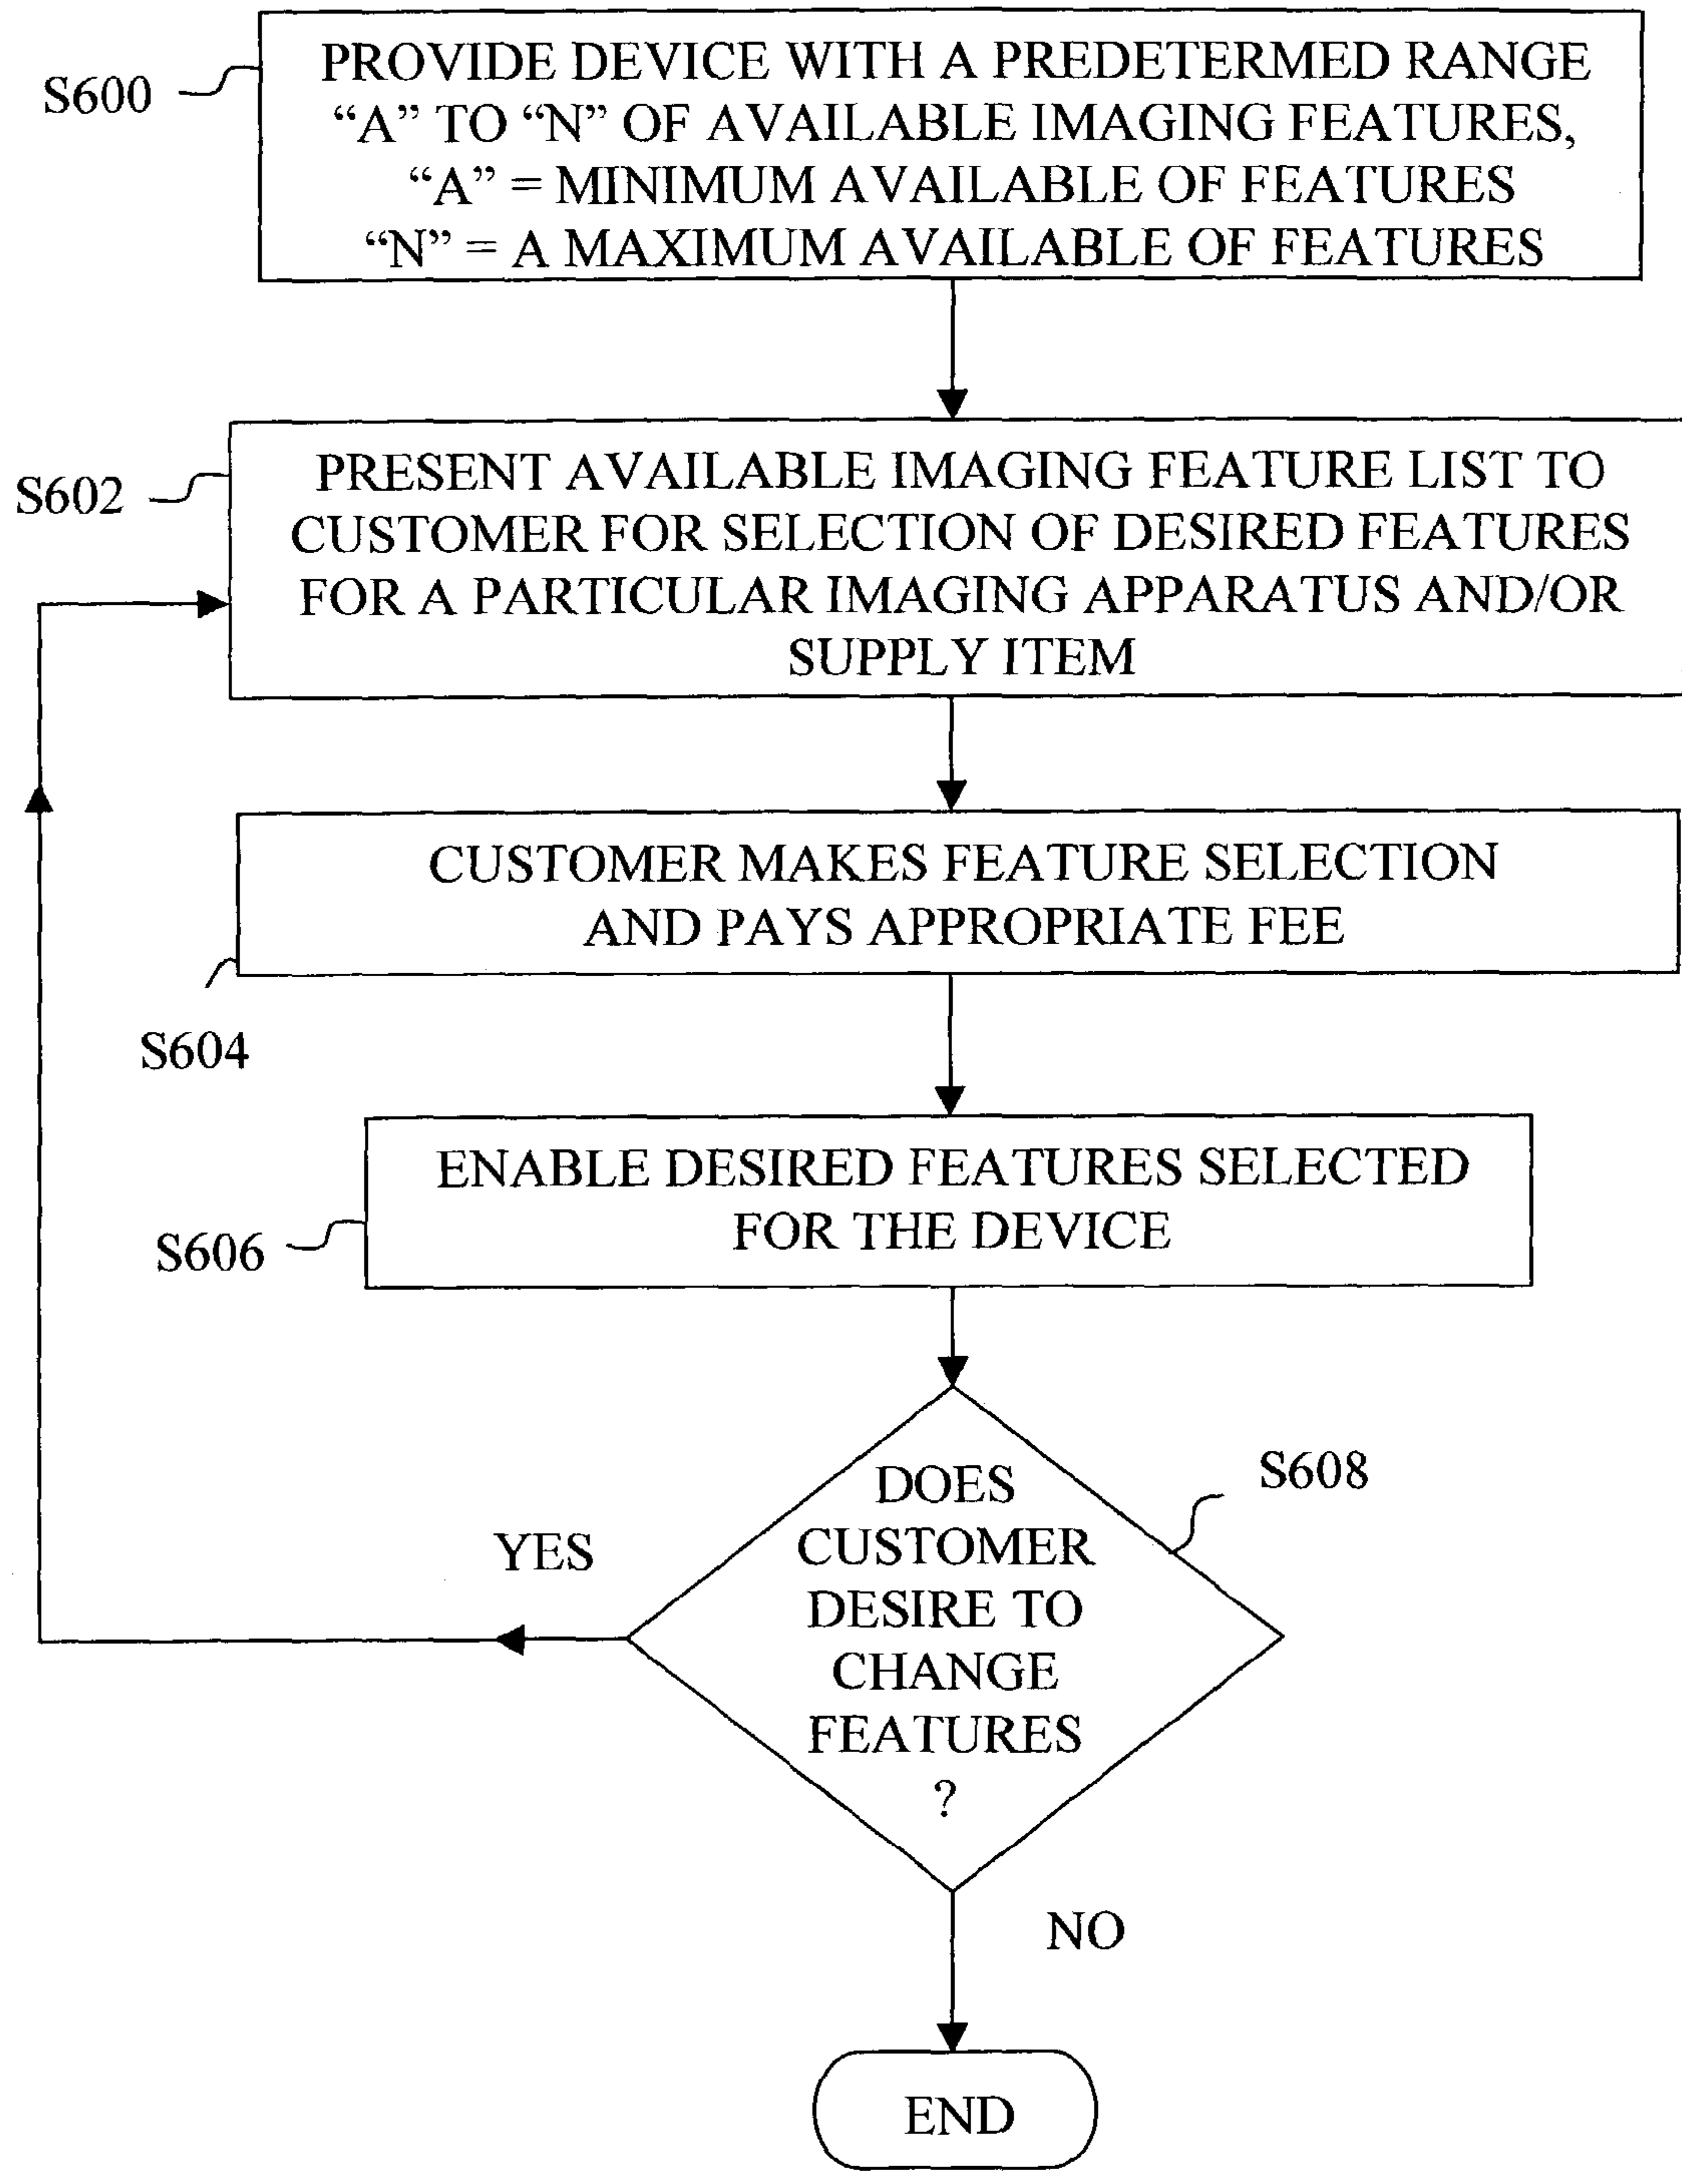 PROVIDE DEVICE WITH A PREDETERMED RANGE
S600
“A” TO “N” OF AVAILABLE IMAGING FEATURES,
“A” = MINIMUM AVAILABLE OF FEATURES
“N” = A MAXIMUM AVAILABLE OF FEATURES
PRESENT AVAILABLE IMAGING FEATURE LIST TO
S602
CUSTOMER FOR SELECTION OF DESIRED FEATURES
FOR A PARTICULAR IMAGING APPARATUS AND/OR
SUPPLY ITEM
CUSTOMER MAKES FEATURE SELECTION
AND PAYS APPROPRIATE FEE
S604
ENABLE DESIRED FEATURES SELECTED
FOR THE DEVICE
S606
S608
DOES
CUSTOMER
DESIRE TO
CHANGE
FEATURES
?
YES
NO
END